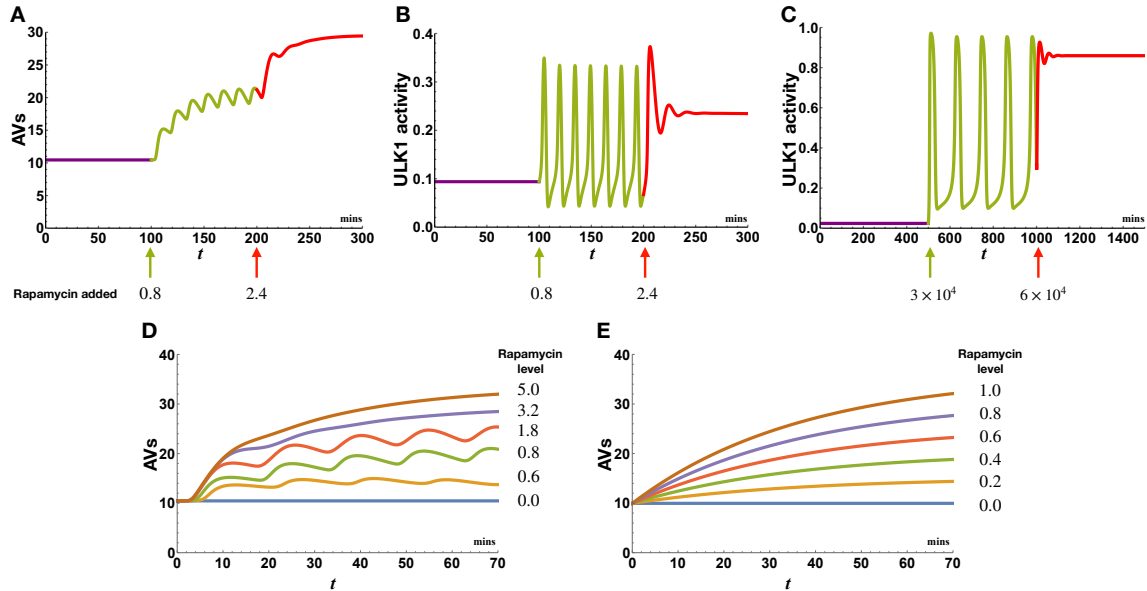 A
AVs
30
25
20
15
10
5
0
0 50 100 150 200 250 300
mins
t
Rapamycin added
0.8
2.4
B
ULK1 activity
0.4
0.3
0.2
0.1
0.0
0 50 100 150 200 250 300
mins
t
0.8
2.4
C
ULK1 activity
1.0
0.8
0.6
0.4
0.2
0.0
0 200 400 600 800 1000 1200 1400
mins
t
3 × 10⁴
6 × 10⁴
D
AVs
40
30
20
10
0
0 10 20 30 40 50 60 70
mins
t
Rapamycin
level
5.0
3.2
1.8
0.8
0.6
0.0
E
AVs
40
30
20
10
0
0 10 20 30 40 50 60 70
mins
t
Rapamycin
level
1.0
0.8
0.6
0.4
0.2
0.0